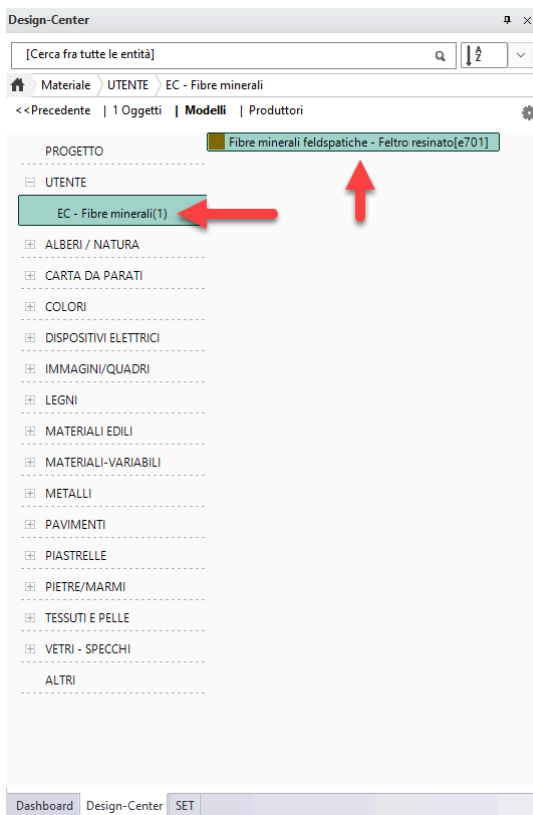 Design-Center
[Cerca fra tutte le entità]
Materiale UTENTE EC - Fibre minerali
<<Precedente | 1 Oggetti | Modelli | Produttori
PROGETTO
UTENTE
EC - Fibre minerali(1)
ALBERI / NATURA
CARTA DA PARATI
COLORI
DISPOSITIVI ELETTRICI
IMMAGINI/QUADRI
LEGNI
MATERIALI EDILI
MATERIALI-VARIABILI
METALLI
PAVIMENTI
PIASTRELLE
PIETRE/MARMI
TESSUTI E PELLE
VETRI - SPECCHI
ALTRI
Fibre minerali feldspatiche - Feltro resinato[e701]
Dashboard Design-Center SET